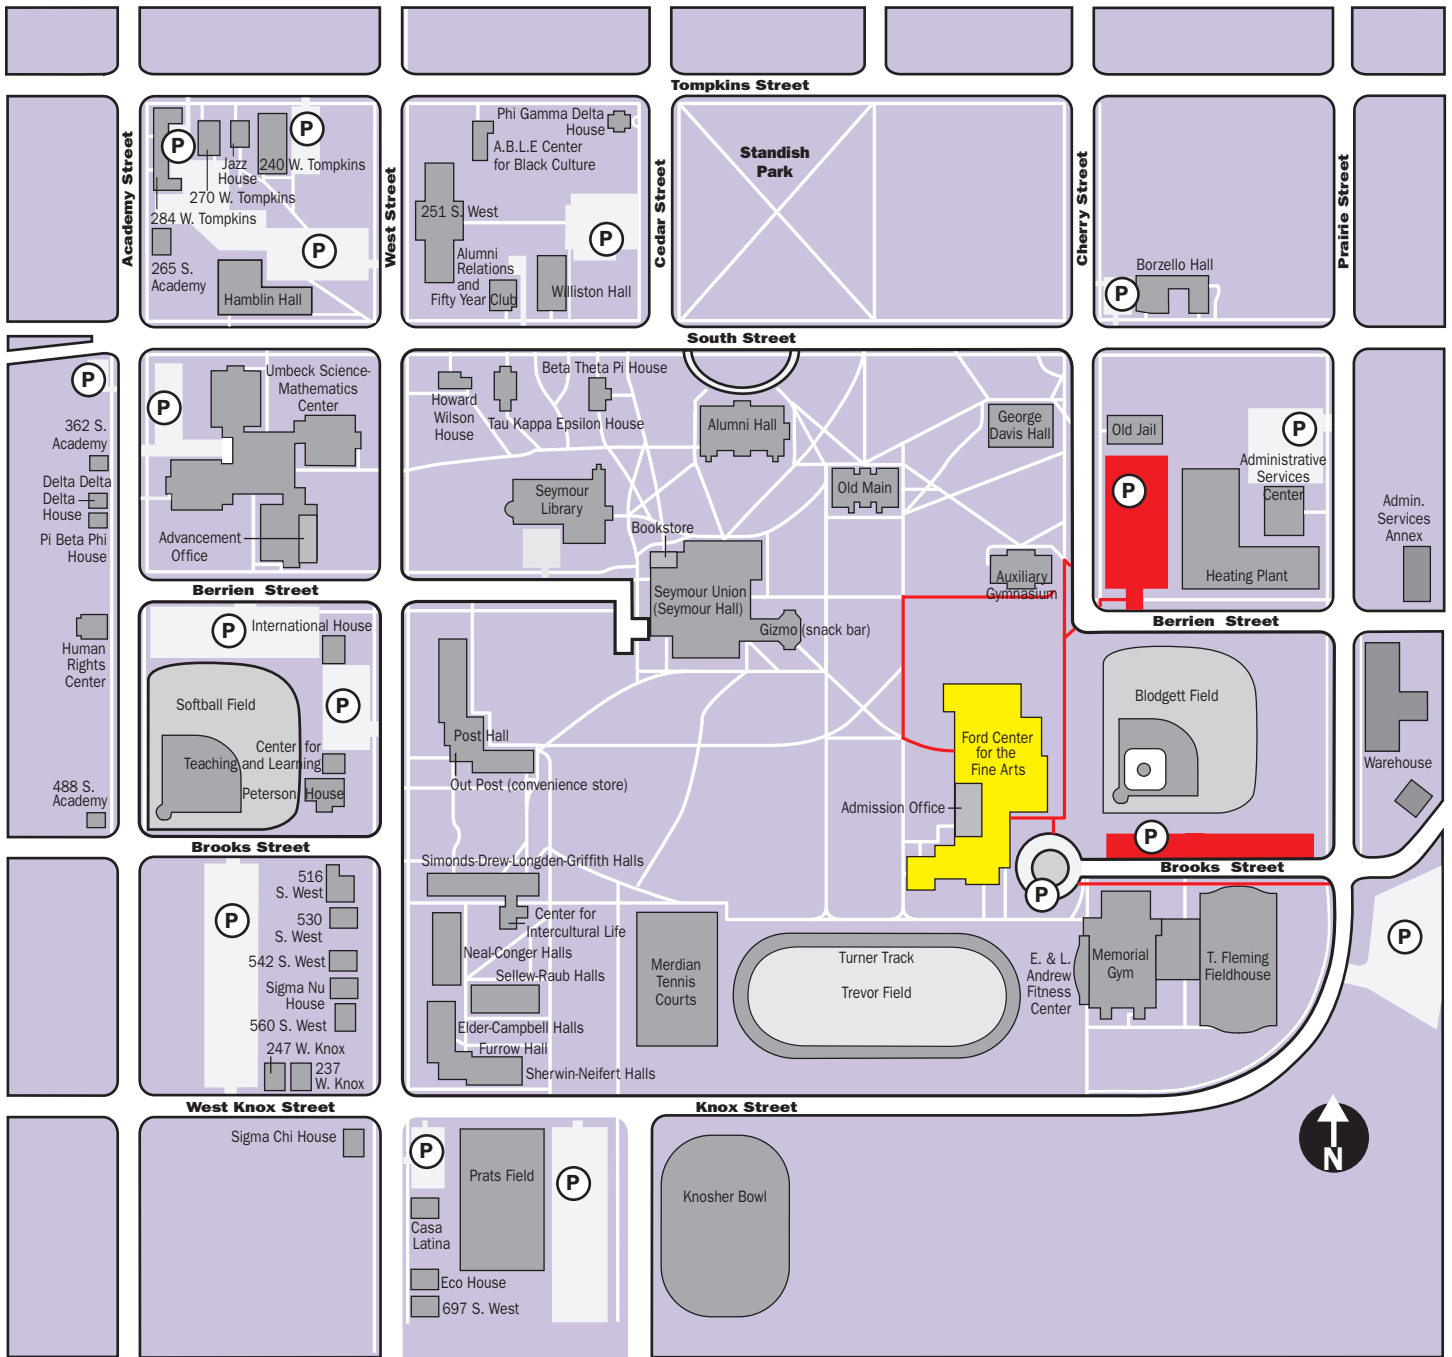 Tompkins Street
Academy Street
West Street
Cedar Street
Cherry Street
Prairie Street
P
P
Jazz
House
240 W. Tompkins
270 W. Tompkins
284 W. Tompkins
P
265 S.
Academy
Hamblin Hall
Phi Gamma Delta
House
A.B.L.E Center
for Black Culture
251 S. West
P
Alumni
Relations
and
Fifty Year Club
Williston Hall
Standish
Park
Borzello Hall
P
South Street
P
362 S.
Academy
Delta Delta
Delta
House
Pi Beta Phi
House
Human
Rights
Center
488 S.
Academy
P
Umbeck Science-
Mathematics
Center
Advancement
Office
Berrien Street
Howard
Wilson
House
Tau Kappa Epsilon House
Beta Theta Pi House
Alumni Hall
George
Davis Hall
Old Main
Seymour
Library
Bookstore
Seymour Union
(Seymour Hall)
Gizmo (snack bar)
Auxiliary
Gymnasium
Old Jail
P
P
Administrative
Services
Center
Heating Plant
Admin.
Services
Annex
Berrien Street
P
International House
Softball Field
P
Center for
Teaching and Learning
Peterson House
Brooks Street
Post Hall
Out Post (convenience store)
Ford Center
for the
Fine Arts
Admission Office
Blodgett Field
Warehouse
P
Brooks Street
P
P
516
S. West
530
S. West
P
542 S. West
Sigma Nu
House
560 S. West
247 W. Knox
237
W. Knox
Simonds-Drew-Longden-Griffith Halls
Center for
Intercultural Life
Neal-Conger Halls
Sellew-Raub Halls
Elder-Campbell Halls
Furrow Hall
Sherwin-Neifert Halls
Merdian
Tennis
Courts
Turner Track
Trevor Field
E. & L.
Andrew
Fitness
Center
Memorial
Gym
T. Fleming
Fieldhouse
West Knox Street
Knox Street
Sigma Chi House
P
Prats Field
P
Casa
Latina
Eco House
697 S. West
Knosher Bowl
N